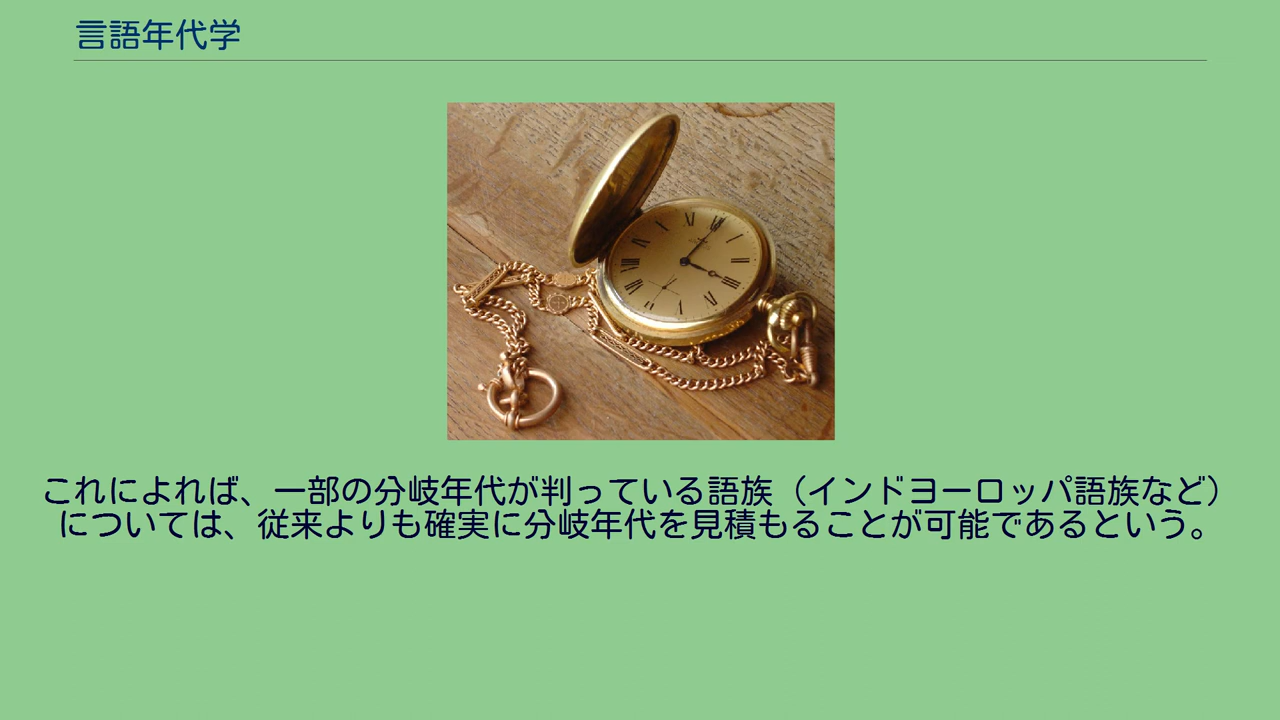 言語年代学
これによれば、一部の分岐年代が判っている語族（インドヨーロッパ語族など）
については、従来よりも確実に分岐年代を見積もることが可能であるという。